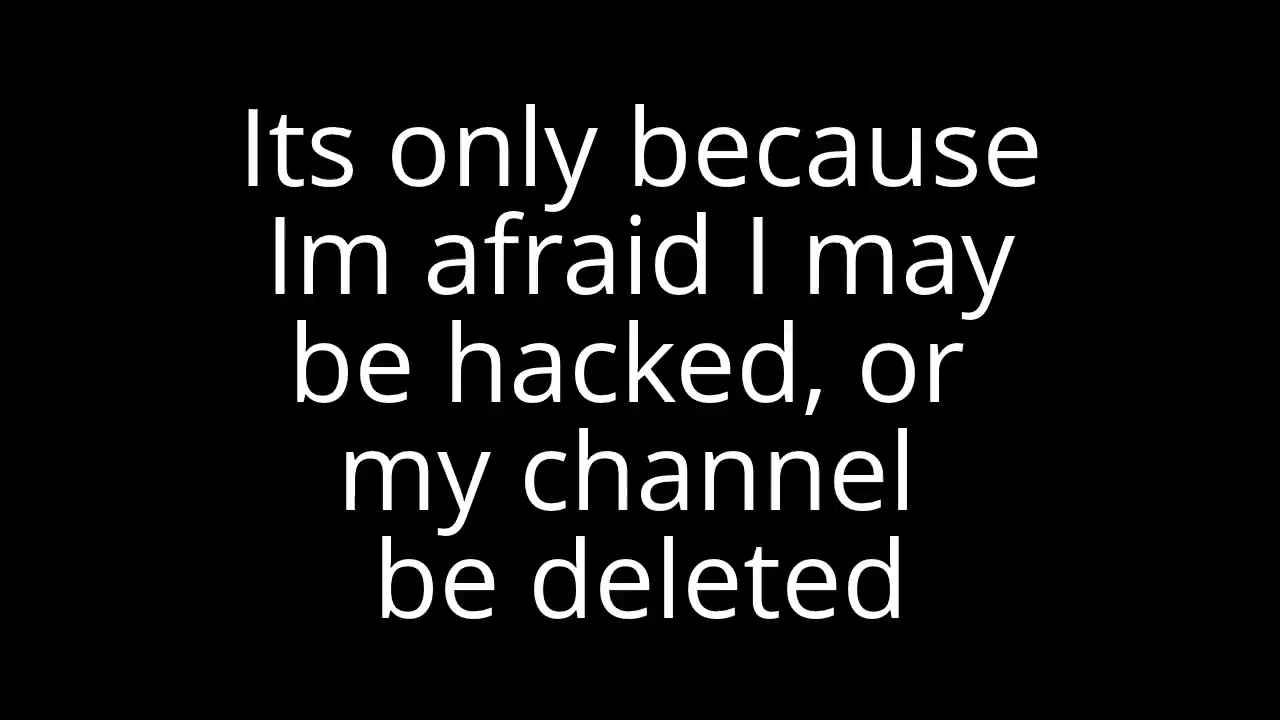 Its only because
Im afraid I may
be hacked, or
my channel
be deleted